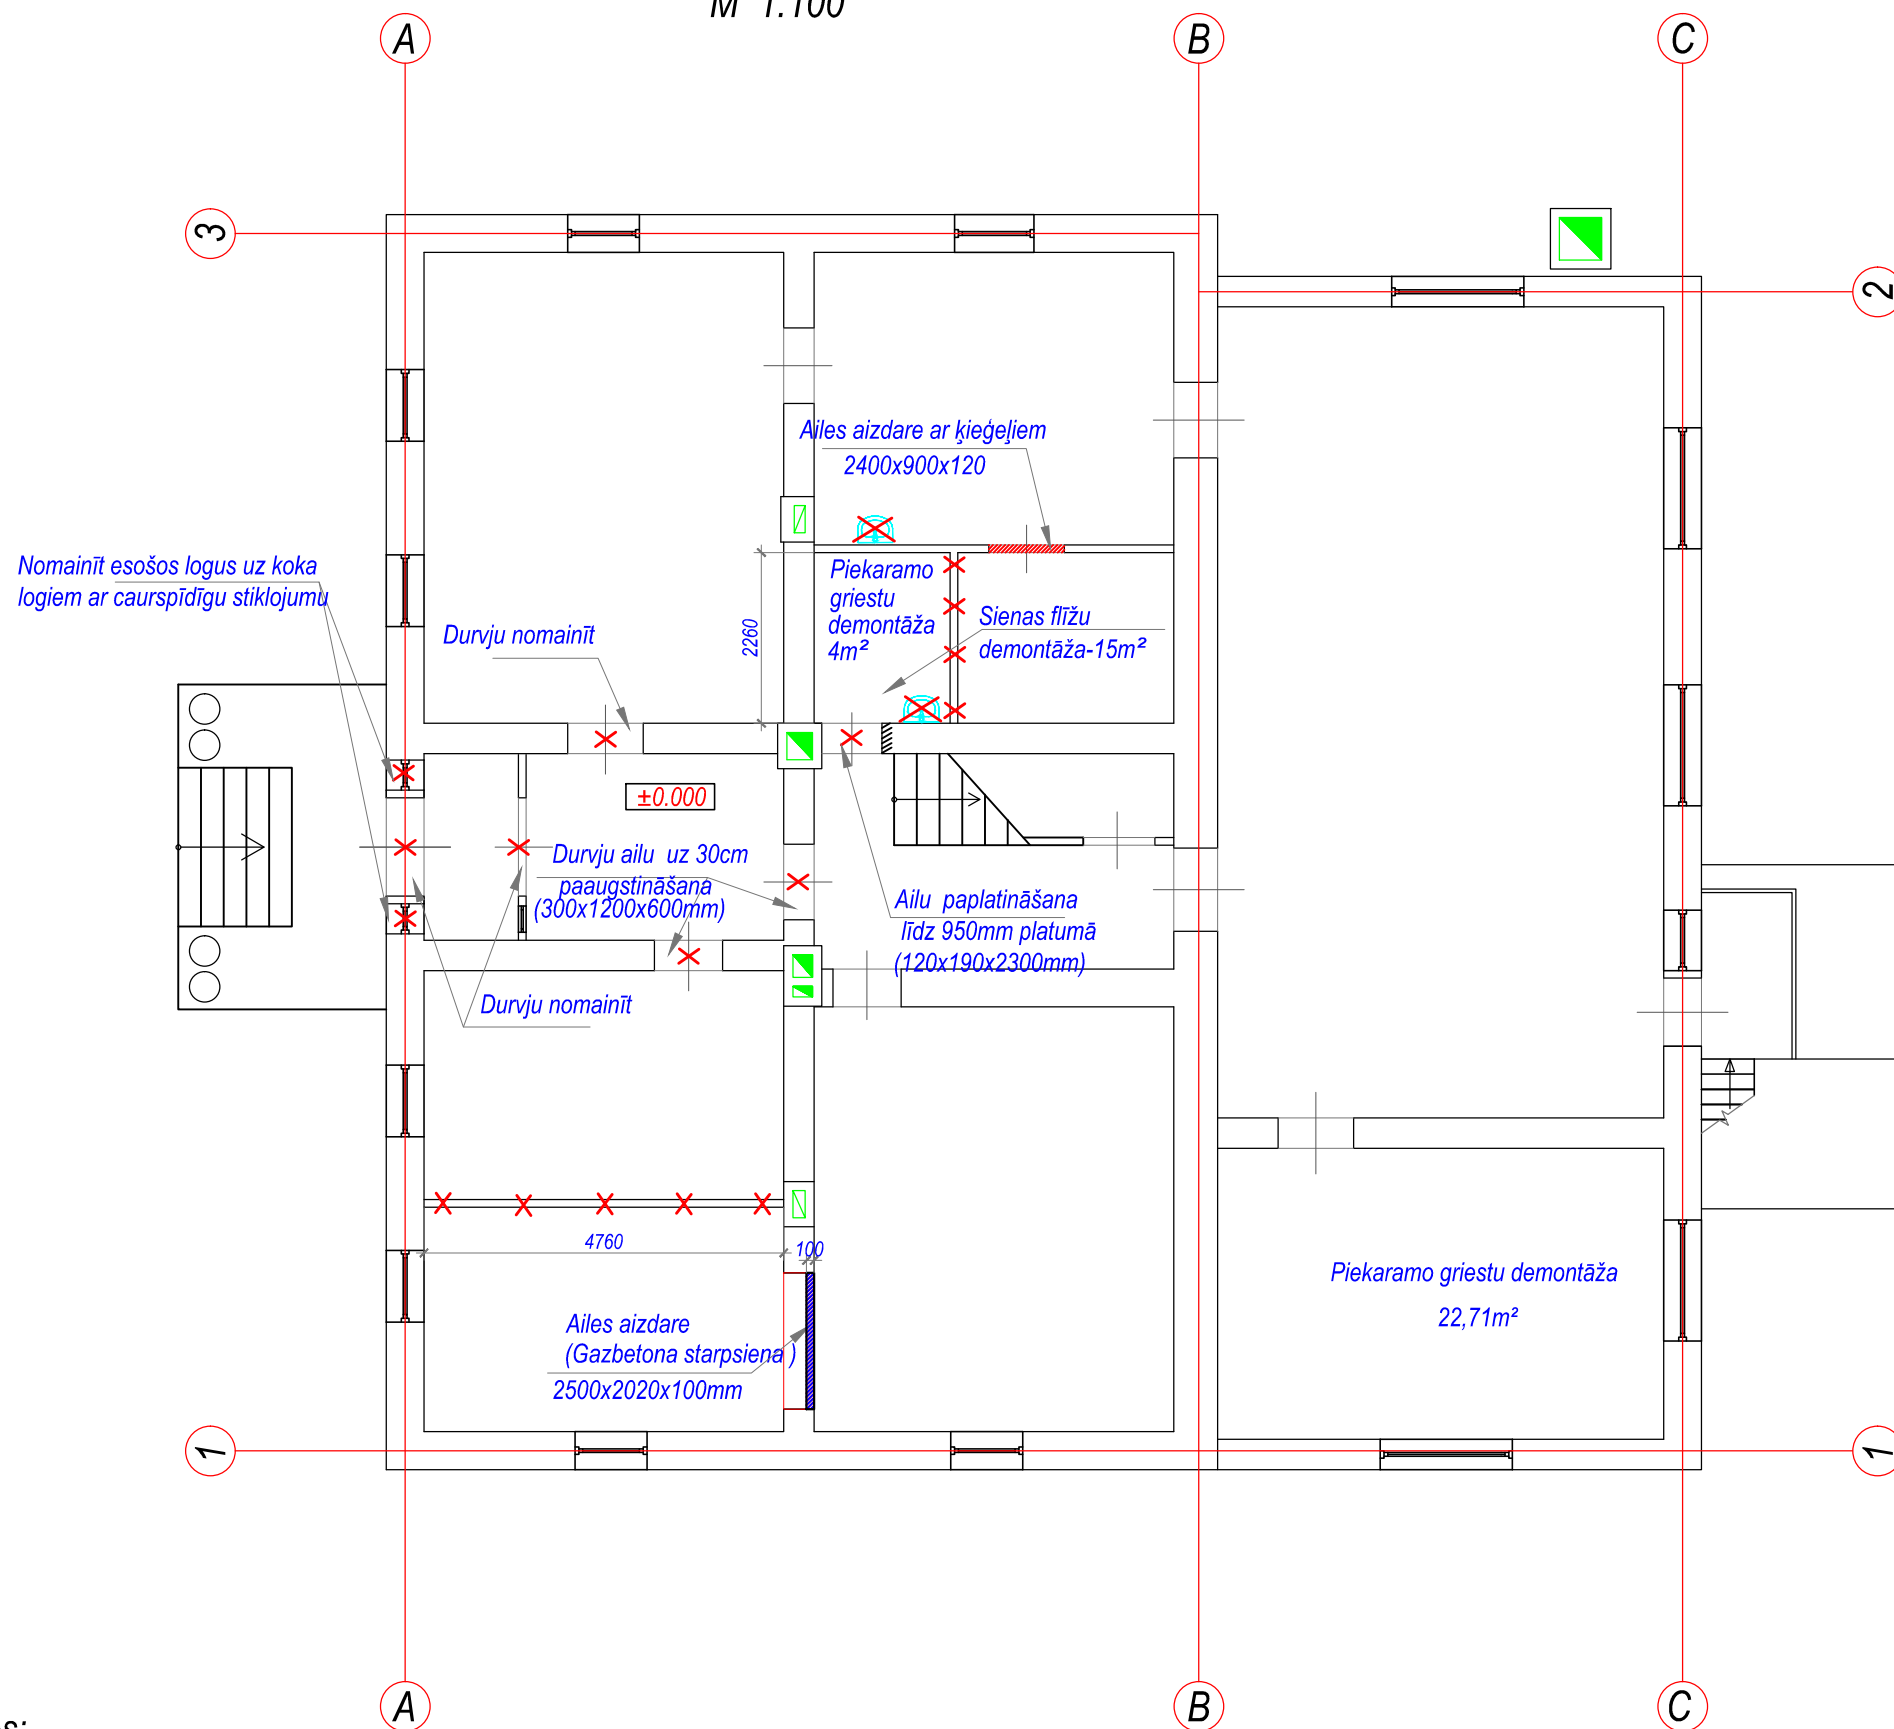 M 1:100
A
B
C
3
2
Ailes aizdare ar ķieģeļiem
2400x900x120
Nomainīt esošos logus uz koka
logiem ar caurspīdīgu stiklojumu
Durvju nomainīt
2260
Piekaramo
griestu
demontāža
4m²
Sienas flīžu
demontāža-15m²
±0.000
Durvju ailu uz 30cm
paaugstināšana
(300x1200x600mm)
Ailu paplatināšana
līdz 950mm platumā
(120x190x2300mm)
Durvju nomainīt
4760
100
Ailes aizdare
(Gazbetona starpsiena )
2500x2020x100mm
Piekaramo griestu demontāža
22,71m²
1
1
A
B
C